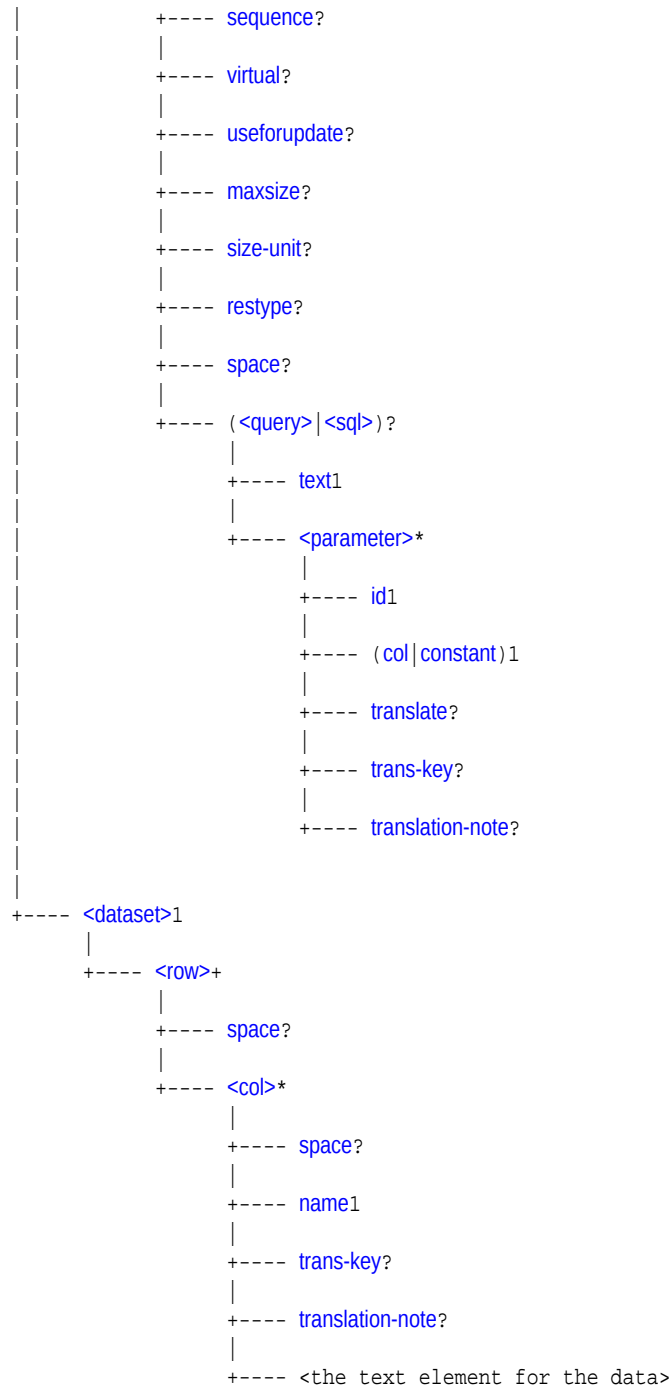 |                +---- sequence?
|                |
|                +---- virtual?
|                |
|                +---- useforupdate?
|                |
|                +---- maxsize?
|                |
|                +---- size-unit?
|                |
|                +---- restype?
|                |
|                +---- space?
|                |
|                +---- (<query>|<sql>)?
|                        |
|                        +---- text1
|                        |
|                        +---- <parameter>*
|                                |
|                                +---- id1
|                                |
|                                +---- (col|constant)1
|                                |
|                                +---- translate?
|                                |
|                                +---- trans-key?
|                                |
|                                +---- translation-note?
|
|
+---- <dataset>1
        |
        +---- <row>+
                |
                +---- space?
                |
                +---- <col>*
                        |
                        +---- space?
                        |
                        +---- name1
                        |
                        +---- trans-key?
                        |
                        +---- translation-note?
                        |
                        +---- <the text element for the data>